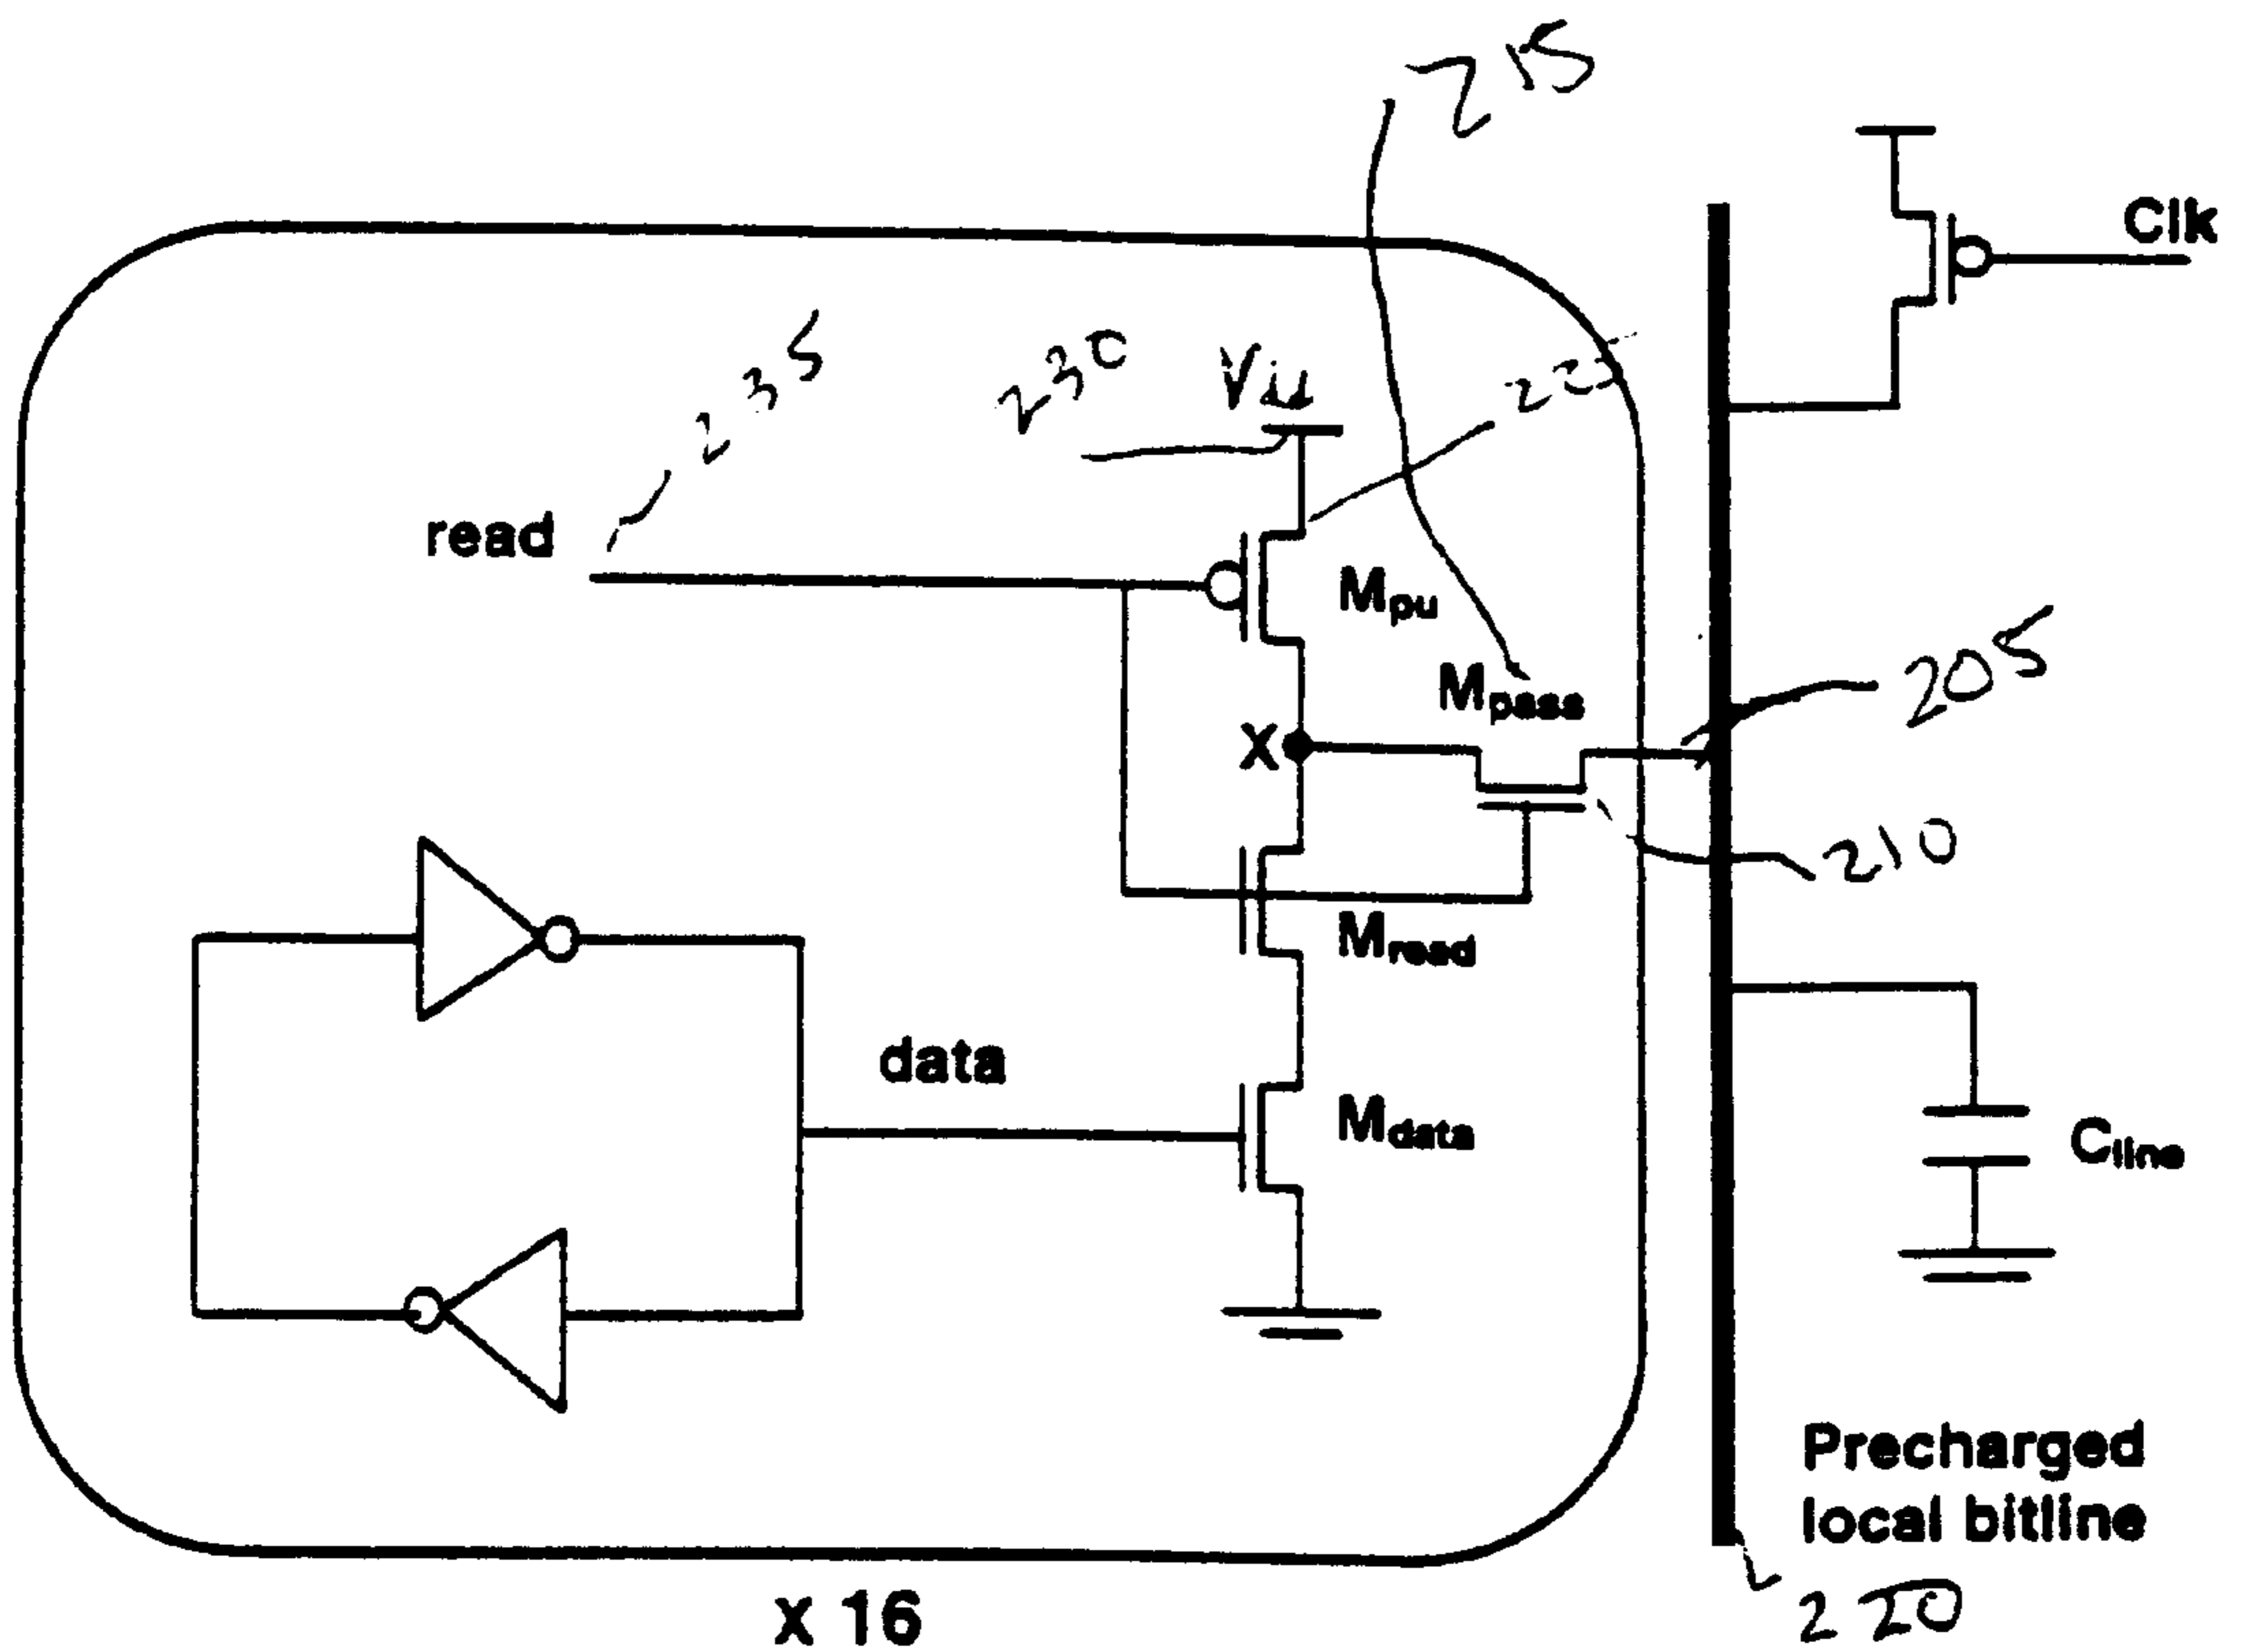 215
Clk
235
230
Vdd
225
read
Mpu
Mpass
205
X
210
Mread
data
Mdata
Cline
Precharged
local bitline
X 16
220